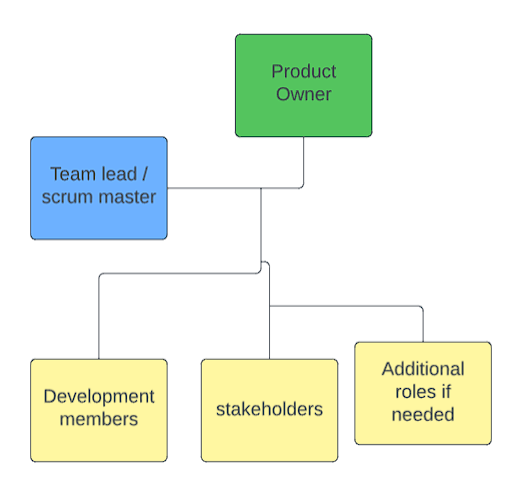 Product
Owner
Team lead /
scrum master
Development
members
stakeholders
Additional
roles if
needed